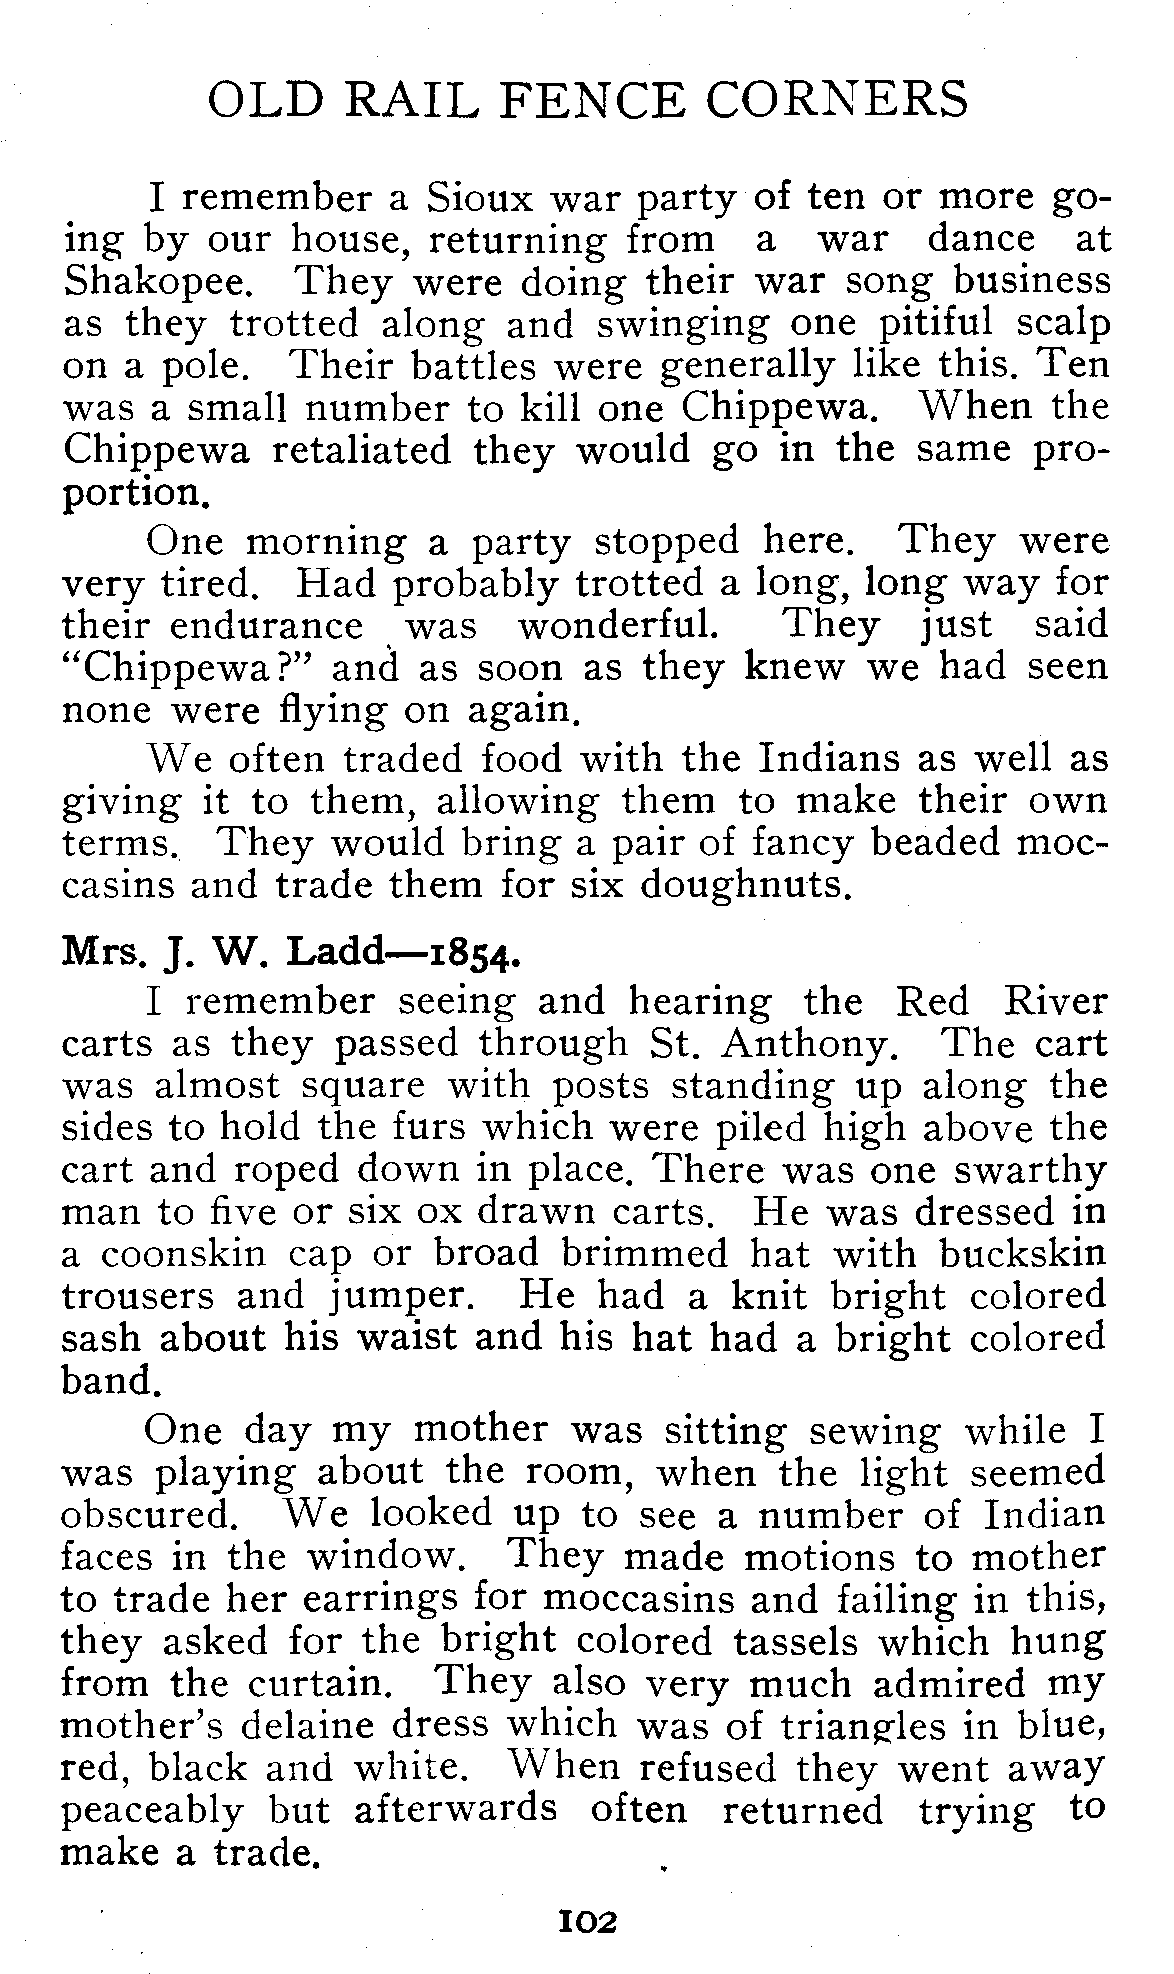 OLD RAIL FENCE CORNERS
I remember a Sioux war party of ten or more go-
ing by our house, returning from a war dance at
Shakopee. They were doing their war song business
as they trotted along and swinging one pitiful scalp
on a pole. Their battles were generally like this. Ten
was a small number to kill one Chippewa. When the
Chippewa retaliated they would go in the same pro-
portion.
One morning a party stopped here. They were
very tired. Had probably trotted a long, long way for
their endurance was wonderful. They just said
“Chippewa?” and as soon as they knew we had seen
none were flying on again.
We often traded food with the Indians as well as
giving it to them, allowing them to make their own
terms. They would bring a pair of fancy beaded moc-
casins and trade them for six doughnuts.
Mrs. J. W. Ladd—1854.
I remember seeing and hearing the Red River
carts as they passed through St. Anthony. The cart
was almost square with posts standing up along the
sides to hold the furs which were piled high above the
cart and roped down in place. There was one swarthy
man to five or six ox drawn carts. He was dressed in
a coonskin cap or broad brimmed hat with buckskin
trousers and jumper. He had a knit bright colored
sash about his waist and his hat had a bright colored
band.
One day my mother was sitting sewing while I
was playing about the room, when the light seemed
obscured. We looked up to see a number of Indian
faces in the window. They made motions to mother
to trade her earrings for moccasins and failing in this,
they asked for the bright colored tassels which hung
from the curtain. They also very much admired my
mother's delaine dress which was of triangles in blue,
red, black and white. When refused they went away
peaceably but afterwards often returned trying to
make a trade.
102